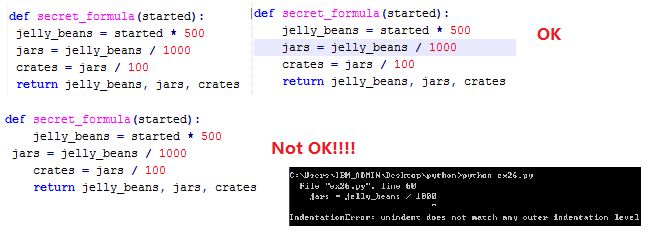 def secret_formula(started):
jelly_beans = started * 500
jars = jelly_beans / 1000
crates = jars / 100
return jelly_beans, jars, crates
def secret_formula(started):
jelly_beans = started * 500
jars = jelly_beans / 1000
crates = jars / 100
return jelly_beans, jars, crates
OK
def secret_formula(started):
jelly_beans = started * 500
jars = jelly_beans / 1000
crates = jars / 100
return jelly_beans, jars, crates
Not OK!!!!
C:\Users\IBM_ADMIN\Desktop\python>python ex26.py
File "ex26.py", line 60
jars = jelly_beans / 1000
^
IndentationError: unindent does not match any outer indentation level